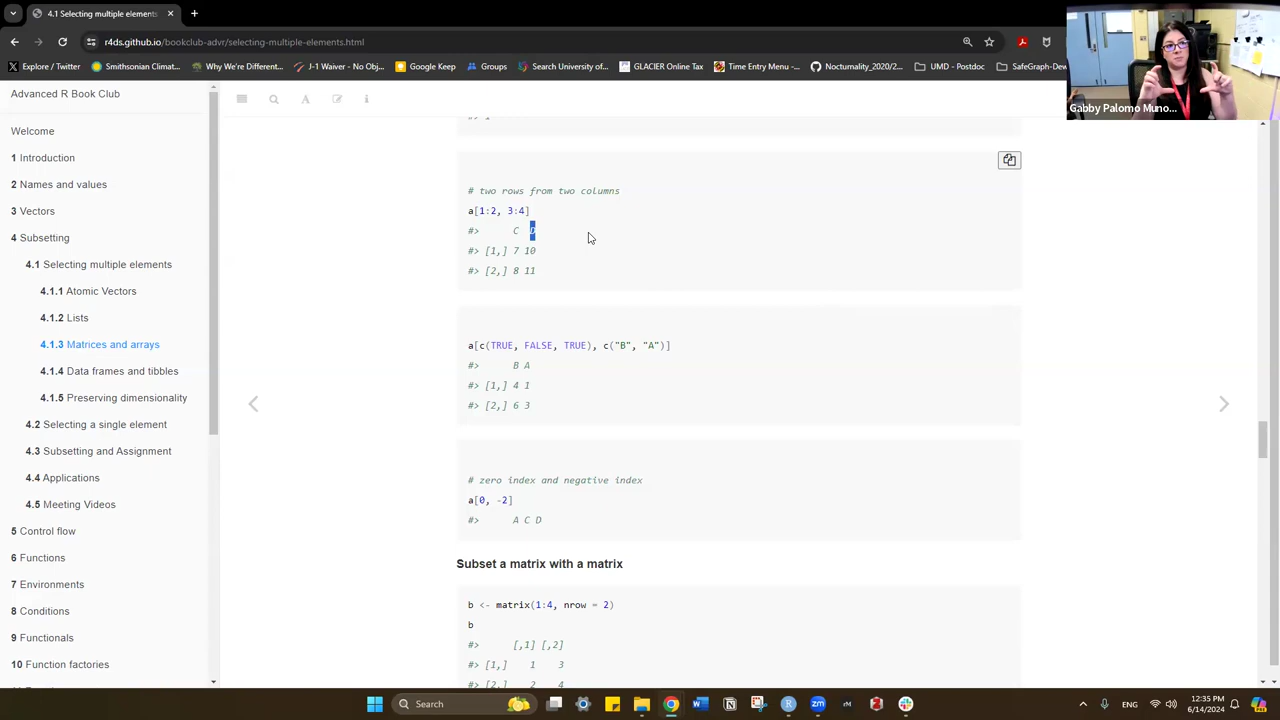 4.1 Selecting multiple elements
r4ds.github.io/bookclub-advr/selecting-multiple-elements.html
Explore / Twitter
Smithsonian Climat...
Why We're Different...
J-1 Waiver - No Obj...
Google Keep
Groups
Single User - University of...
GLCER Online Tax
Time Entry Menu -...
Nocturnality_2020/2...
UMD - Postdoc
SafeGraph-Dewe
Gabby Palomo Muno...
Advanced R Book Club
Welcome
1 Introduction
2 Names and values
3 Vectors
4 Subsetting
4.1 Selecting multiple elements
4.1.1 Atomic Vectors
4.1.2 Lists
4.1.3 Matrices and arrays
4.1.4 Data frames and tibbles
4.1.5 Preserving dimensionality
4.2 Selecting a single element
4.3 Subsetting and Assignment
4.4 Applications
4.5 Meeting Videos
5 Control flow
6 Functions
7 Environments
8 Conditions
9 Functionals
10 Function factories
# two rows from two columns
a[1:2, 3:4]
#> C D
#> [1,] 7 10
#> [2,] 8 11
a[c(TRUE, FALSE, TRUE), c("B", "A")]
#> B A
#> [1,] 4 1
#> [2,] 6 3
# zero index and negative index
a[0, -2]
#> A C D
Subset a matrix with a matrix
b <- matrix(1:4, nrow = 2)
b
#> [,1] [,2]
#> [1,] 1 3
#> [2,] 2 4
Search
ENG
12:35 PM
6/14/2024